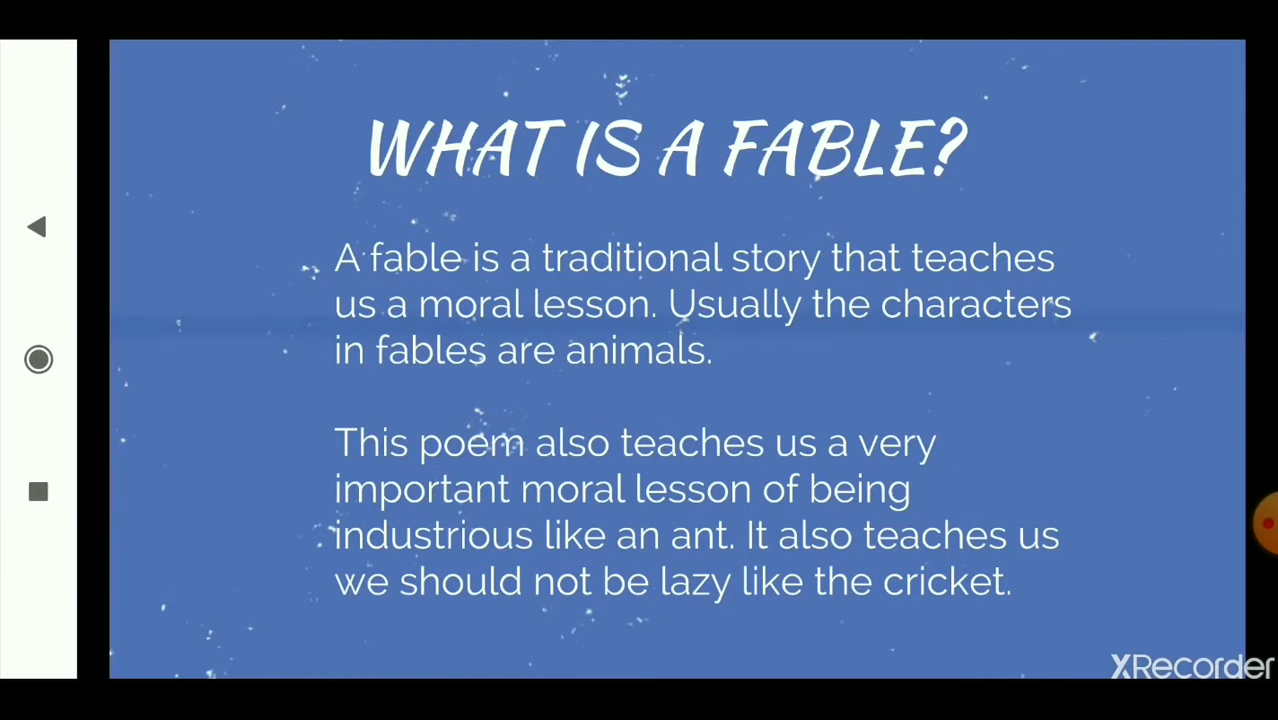 WHAT IS A FABLE?
A fable is a traditional story that teaches
us a moral lesson. Usually the characters
in fables are animals.
This poem also teaches us a very
important moral lesson of being
industrious like an ant. It also teaches us
we should not be lazy like the cricket.
XRecorder